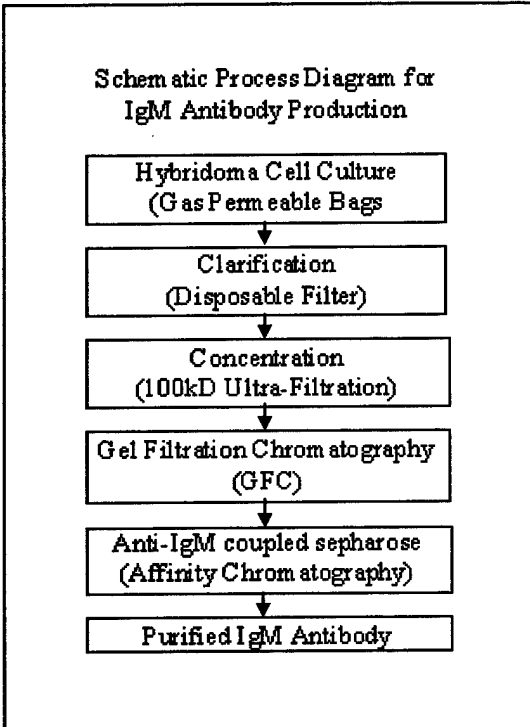 Schematic Process Diagram for
IgM Antibody Production
Hybridoma Cell Culture
(Gas Permeable Bags
Clarification
(Disposable Filter)
Concentration
(100kD Ultra-Filtration)
Gel Filtration Chromatography
(GFC)
Anti-IgM coupled sepharose
(Affinity Chromatography)
Purified IgM Antibody